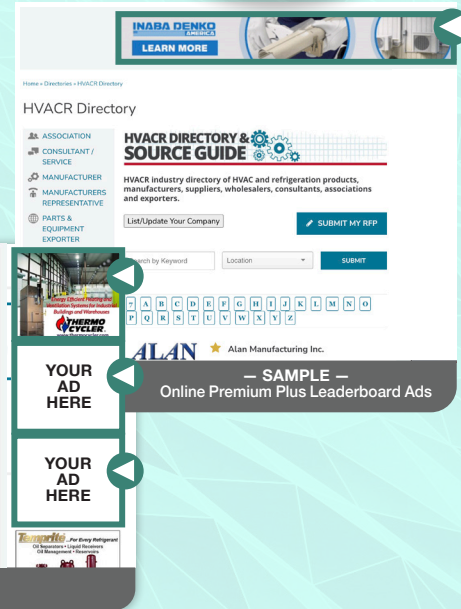 INABA DENKO
AMERICA
LEARN MORE
Home » Directories » HVACR Directory
HVACR Directory
ASSOCIATION
CONSULTANT /
SERVICE
MANUFACTURER
MANUFACTURERS
REPRESENTATIVE
PARTS &
EQUIPMENT
EXPORTER
HVACR DIRECTORY &
SOURCE GUIDE
HVACR industry directory of HVAC and refrigeration products,
manufacturers, suppliers, wholesalers, consultants, associations
and exporters.
List/Update Your Company
SUBMIT MY RFP
Search by Keyword
Location
SUBMIT
7 A B C D E F G H I J K L M N O
P Q R S T U V W X Y Z
ALAN
Alan Manufacturing Inc.
Energy Efficient Heating and
Ventilation Systems for Industrial
Buildings and Warehouses
THERMO
CYCLER
www.thermocycler.com
YOUR
AD
HERE
— SAMPLE —
Online Premium Plus Leaderboard Ads
YOUR
AD
HERE
Temprite ...For Every Refrigerant
Oil Separators • Liquid Receivers
Oil Management • Reservoirs